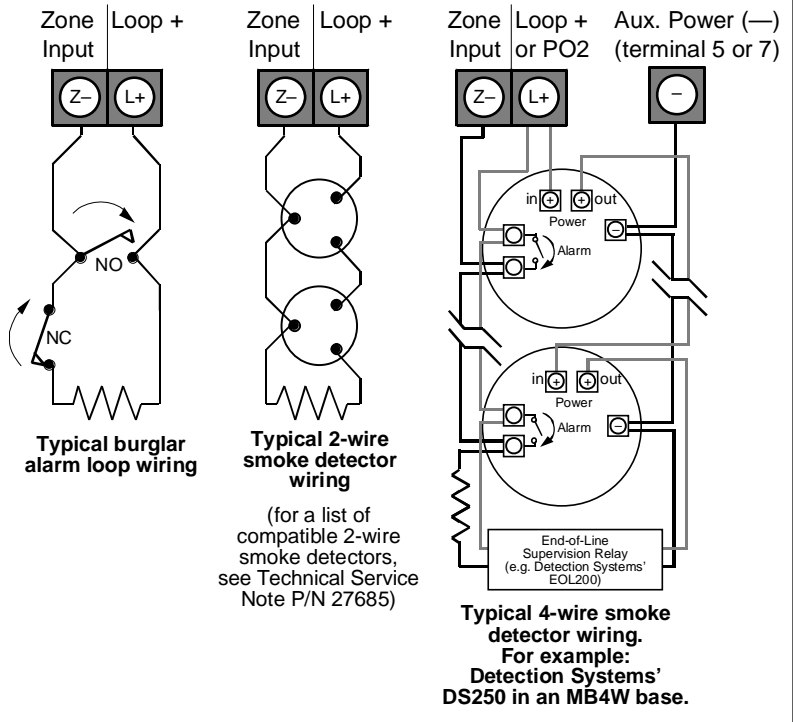 Zone Input
Loop +
Z–
L+
NO
NC
Typical burglar
alarm loop wiring
Zone Input
Loop +
Z–
L+
Typical 2-wire
smoke detector
wiring
(for a list of
compatible 2-wire
smoke detectors,
see Technical Service
Note P/N 27685)
Zone Input
Loop +
or PO2
Aux. Power (—)
(terminal 5 or 7)
Z–
L+
–
in + + out
Power
–
Alarm
in + + out
Power
–
Alarm
End-of-Line
Supervision Relay
(e.g. Detection Systems'
EOL200)
Typical 4-wire smoke
detector wiring.
For example:
Detection Systems'
DS250 in an MB4W base.